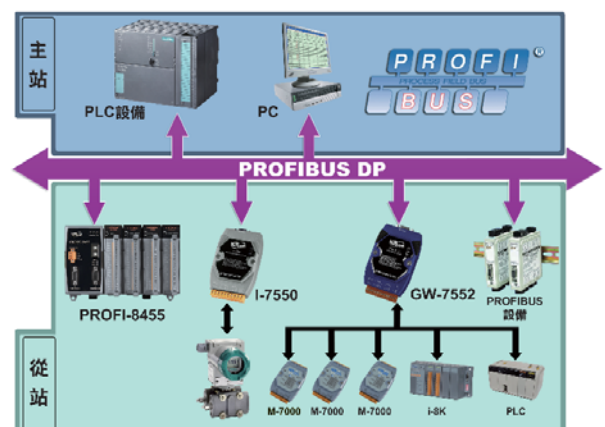 主站
PLC設備
PC
PROFI®
PROCESS FIELD BUS
BUS
PROFIBUS DP
PROFI-8455
I-7550
GW-7552
PROFIBUS
設備
從站
M-7000
M-7000
M-7000
i-8K
PLC